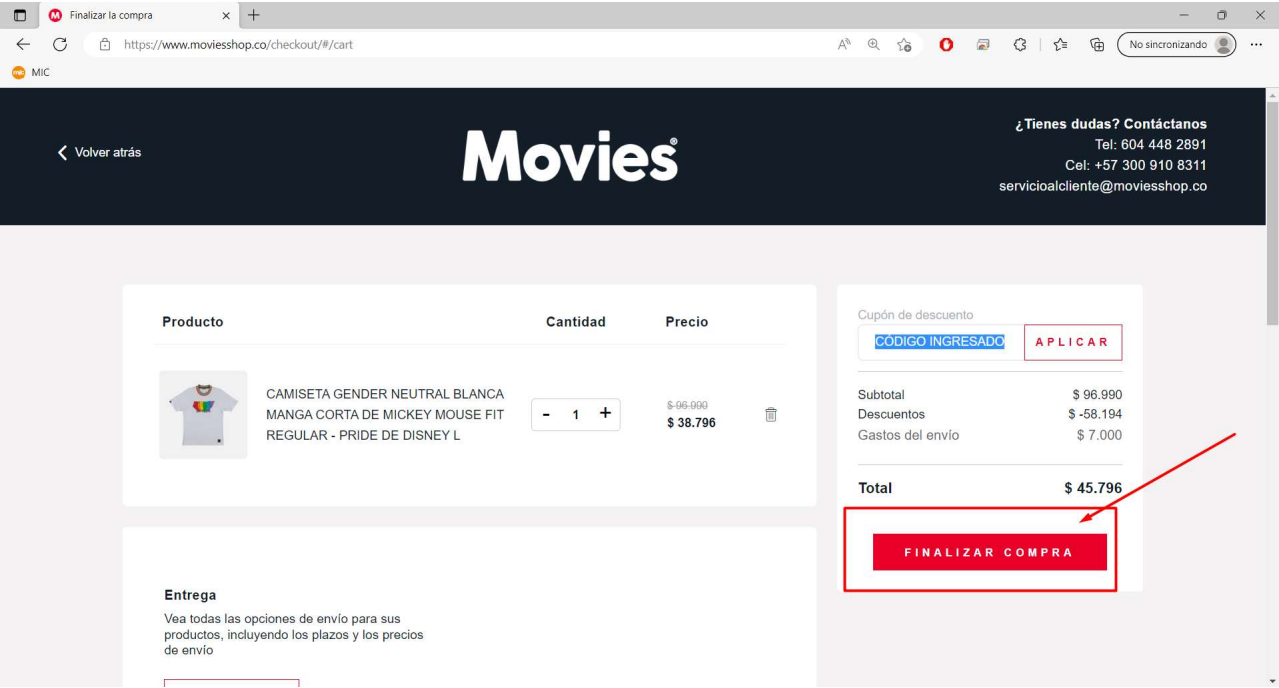 Finalizar la compra
https://www.moviesshop.co/checkout/#/cart
No sincronizando
MIC
Volver atrás
Movies®
¿Tienes dudas? Contáctanos
Tel: 604 448 2891
Cel: +57 300 910 8311
servicioalcliente@moviesshop.co
Producto Cantidad Precio
CAMISETA GENDER NEUTRAL BLANCA
MANGA CORTA DE MICKEY MOUSE FIT
REGULAR - PRIDE DE DISNEY L
- 1 +
$ 96.990
$ 38.796
Cupón de descuento
CÓDIGO INGRESADO APLICAR
Subtotal $ 96.990
Descuentos $ -58.194
Gastos del envío $ 7.000
Total $ 45.796
FINALIZAR COMPRA
Entrega
Vea todas las opciones de envío para sus
productos, incluyendo los plazos y los precios
de envío